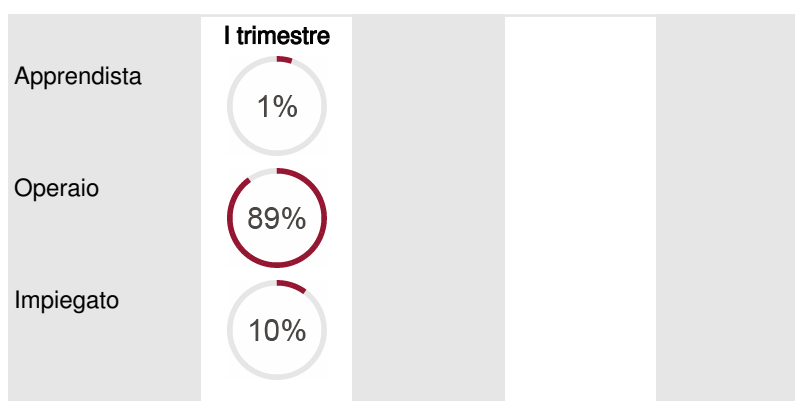 I trimestre
Apprendista
1%
Operaio
89%
Impiegato
10%